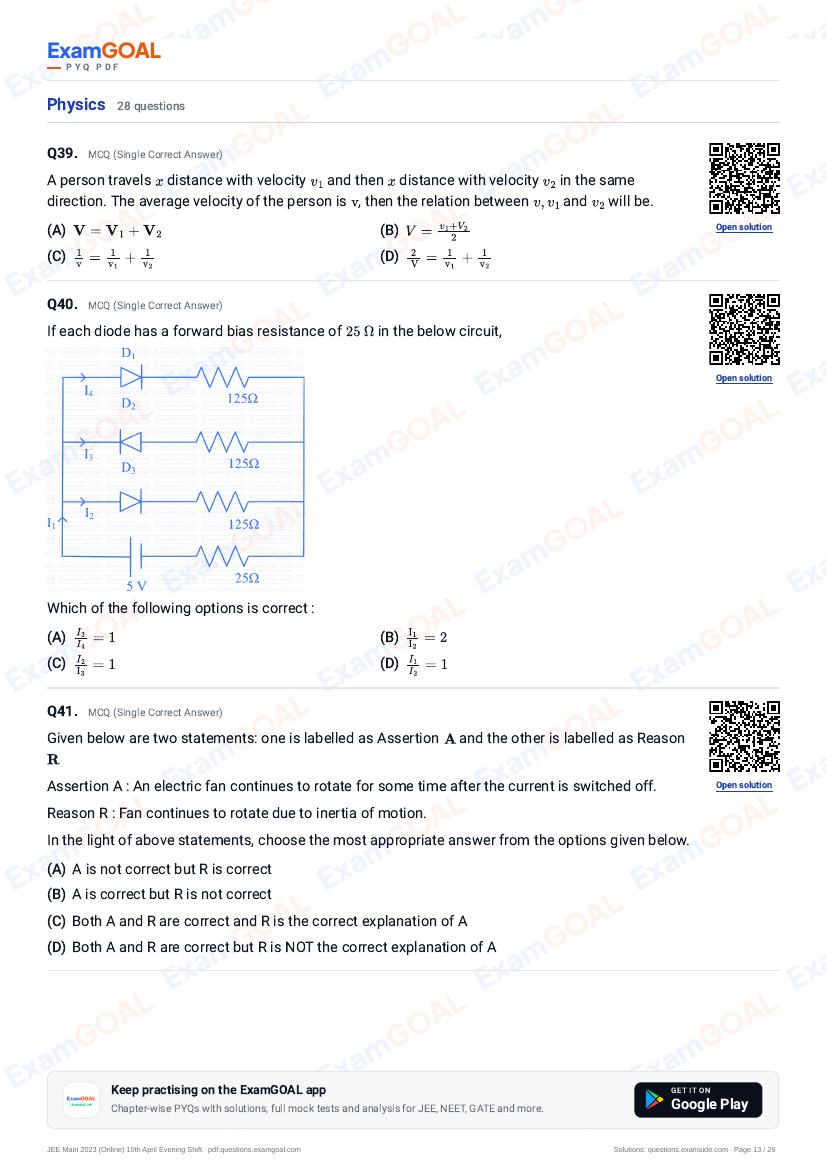 ExamGOAL
PYQ PDF
Physics 28 questions
Q39. MCQ (Single Correct Answer)
A person travels x distance with velocity v₁ and then x distance with velocity v₂ in the same
direction. The average velocity of the person is v, then the relation between v, v₁ and v₂ will be.
Open solution
(A) V = V₁ + V₂ (B) V = (v₁+V₂)/2
(C) 1/v = 1/v₁ + 1/v₂ (D) 2/V = 1/v₁ + 1/v₂
Q40. MCQ (Single Correct Answer)
If each diode has a forward bias resistance of 25 Ω in the below circuit,
Open solution
D₁
I₄
125Ω
D₂
I₃
125Ω
D₃
I₂
125Ω
I₁
5 V
25Ω
Which of the following options is correct :
(A) I₃/I₄ = 1 (B) I₁/I₂ = 2
(C) I₂/I₃ = 1 (D) I₁/I₂ = 1
Q41. MCQ (Single Correct Answer)
Given below are two statements: one is labelled as Assertion A and the other is labelled as Reason
R
Open solution
Assertion A : An electric fan continues to rotate for some time after the current is switched off.
Reason R : Fan continues to rotate due to inertia of motion.
In the light of above statements, choose the most appropriate answer from the options given below.
(A) A is not correct but R is correct
(B) A is correct but R is not correct
(C) Both A and R are correct and R is the correct explanation of A
(D) Both A and R are correct but R is NOT the correct explanation of A
ExamGOAL
Keep practising on the ExamGOAL app
Chapter-wise PYQs with solutions, full mock tests and analysis for JEE, NEET, GATE and more.
GET IT ON
Google Play
JEE Main 2023 (Online) 10th April Evening Shift · pdf.questions.examgoal.com
Solutions: questions.examside.com · Page 13 / 26